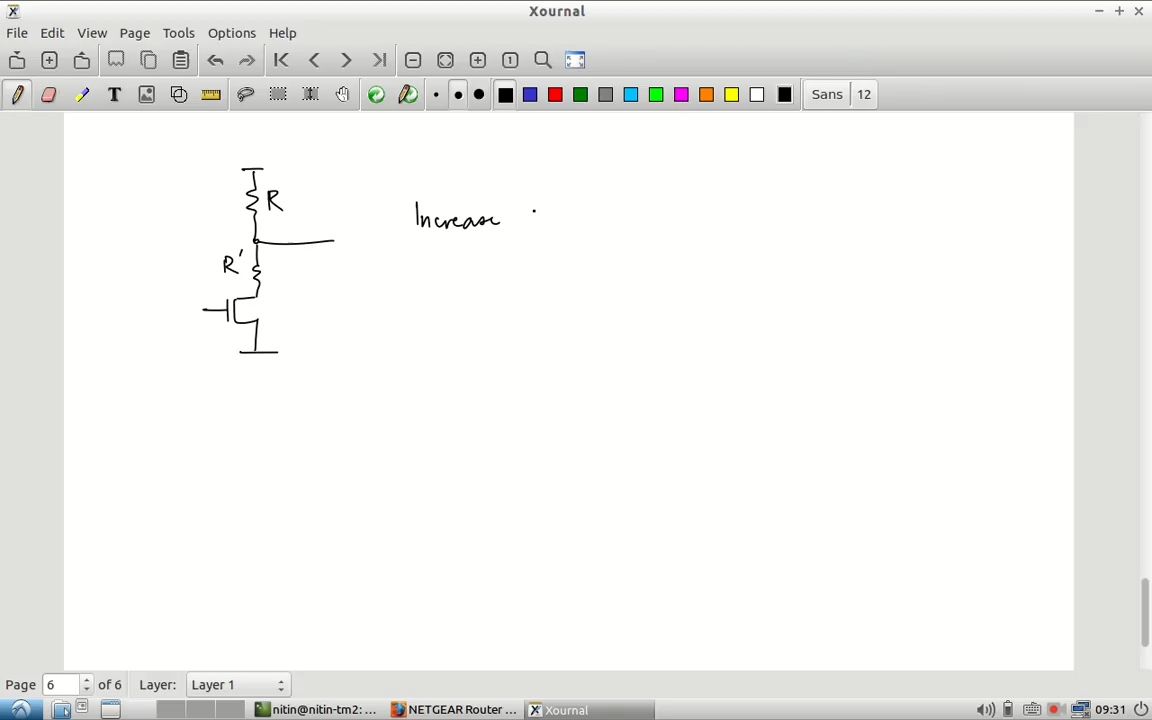 Xournal
File Edit View Page Tools Options Help
Sans 12
R
Increase
R'
Page 6 of 6 Layer: Layer 1
nitin@nitin-tm2: ... NETGEAR Router ... Xournal 09:31